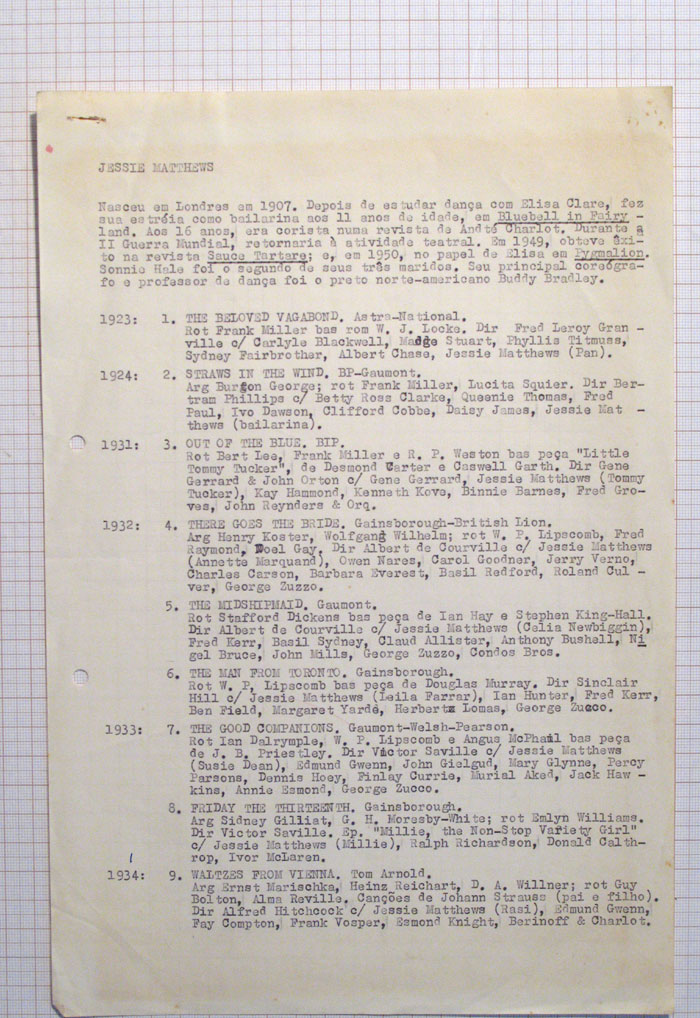 JESSIE MATTHEWS
Nasceu em Londres em 1907. Depois de estudar dança com Elisa Clare, fez
sua estréia como bailarina aos 11 anos de idade, em Bluebell in Fairy -
land. Aos 16 anos, era corista numa revista de Andté Charlot. Durante a
II Guerra Mundial, retornaria à atividade teatral. Em 1949, obteve êxi-
to na revista Sauce Tartare; e, em 1950, no papel de Elisa em Pygmalion.
Sonnie Hale foi o segundo de seus três maridos. Seu principal coreógra-
fo e professor de dança foi o preto norte-americano Buddy Bradley.
1923: 1. THE BELOVED VAGABOND. Astra-National.
Rot Frank Miller bas rom W. J. Locke. Dir Fred Leroy Gran -
ville c/ Carlyle Blackwell, Madge Stuart, Phyllis Titmuss,
Sydney Fairbrother, Albert Chase, Jessie Matthews (Pan).
1924: 2. STRAWS IN THE WIND. BP-Gaumont.
Arg Burgon George; rot Frank Miller, Lucita Squier. Dir Ber-
tram Phillips c/ Betty Ross Clarke, Queenie Thomas, Fred
Paul, Ivo Dawson, Clifford Cobbe, Daisy James, Jessie Mat -
thews (bailarina).
1931: 3. OUT OF THE BLUE. BIP.
Rot Bert Lee, Frank Miller e R. P. Weston bas peça "Little
Tommy Tucker", de Desmond Carter e Caswell Garth. Dir Gene
Gerrard & John Orton c/ Gene Gerrard, Jessie Matthews (Tommy
Tucker), Kay Hammond, Kenneth Kove, Binnie Barnes, Fred Gro-
ves, John Reynders & Orq.
1932: 4. THERE GOES THE BRIDE. Gainsborough-British Lion.
Arg Henry Koster, Wolfgang Wilhelm; rot W. P. Lipscomb, Fred
Raymond, Noel Gay, Dir Albert de Courville c/ Jessie Matthews
(Annette Marquand), Owen Nares, Carol Goodner, Jerry Verno,
Charles Carson, Barbara Everest, Basil Redford, Roland Cul -
ver, George Zuzzo.
5. THE MIDSHIPMAID. Gaumont.
Rot Stafford Dickens bas peça de Ian Hay e Stephen King-Hall.
Dir Albert de Courville c/ Jessie Matthews (Celia Newbiggin),
Fred Kerr, Basil Sydney, Claud Allister, Anthony Bushell, Ni
gel Bruce, John Mills, George Zuzzo, Condos Bros.
6. THE MAN FROM TORONTO. Gainsborough.
Rot W. P. Lipscomb bas peça de Douglas Murray. Dir Sinclair
Hill c/ Jessie Matthews (Leila Farrar), Ian Hunter, Fred Kerr,
Ben Field, Margaret Yarde, Herbert Lomas, George Zucco.
1933: 7. THE GOOD COMPANIONS. Gaumont-Welsh-Pearson.
Rot Ian Dalrymple, W. P. Lipscomb e Angus McPhail bas peça
de J. B. Priestley. Dir Victor Saville c/ Jessie Matthews
(Susie Dean), Edmund Gwenn, John Gielgud, Mary Glynne, Percy
Parsons, Dennis Hoey, Finlay Currie, Murial Aked, Jack Haw -
kins, Annie Esmond, George Zucco.
8. FRIDAY THE THIRTEENTH. Gainsborough.
Arg Sidney Gilliat, G. H. Moresby-White; rot Emlyn Williams.
Dir Victor Saville. Ep. "Millie, the Non-Stop Variety Girl"
c/ Jessie Matthews (Millie), Ralph Richardson, Donald Calth-
rop, Ivor McLaren.
1934: 9. WALTZES FROM VIENNA. Tom Arnold.
Arg Ernst Marischka, Heinz Reichart, D. A. Willner; rot Guy
Bolton, Alma Reville. Canções de Johann Strauss (pai e filho).
Dir Alfred Hitchcock c/ Jessie Matthews (Rasi), Edmund Gwenn,
Fay Compton, Frank Vosper, Esmond Knight, Berinoff & Charlot.